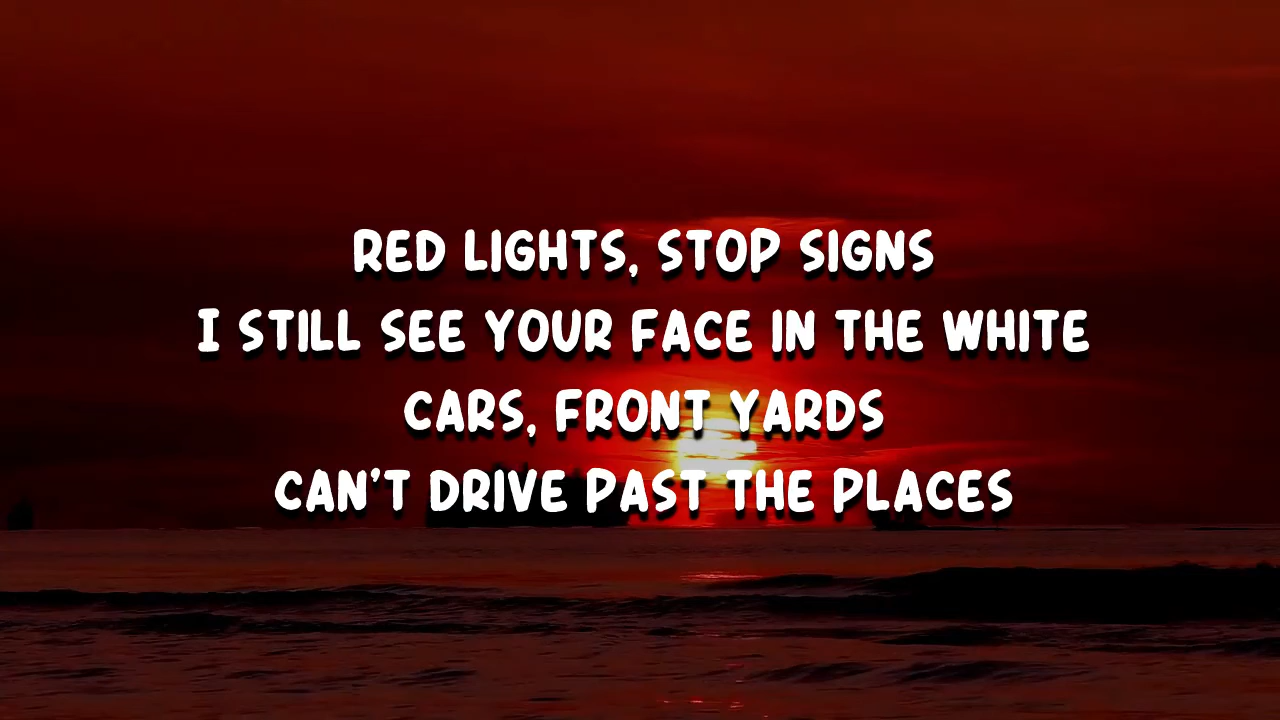 RED LIGHTS, STOP SIGNS
I STILL SEE YOUR FACE IN THE WHITE
CARS, FRONT YARDS
CAN'T DRIVE PAST THE PLACES